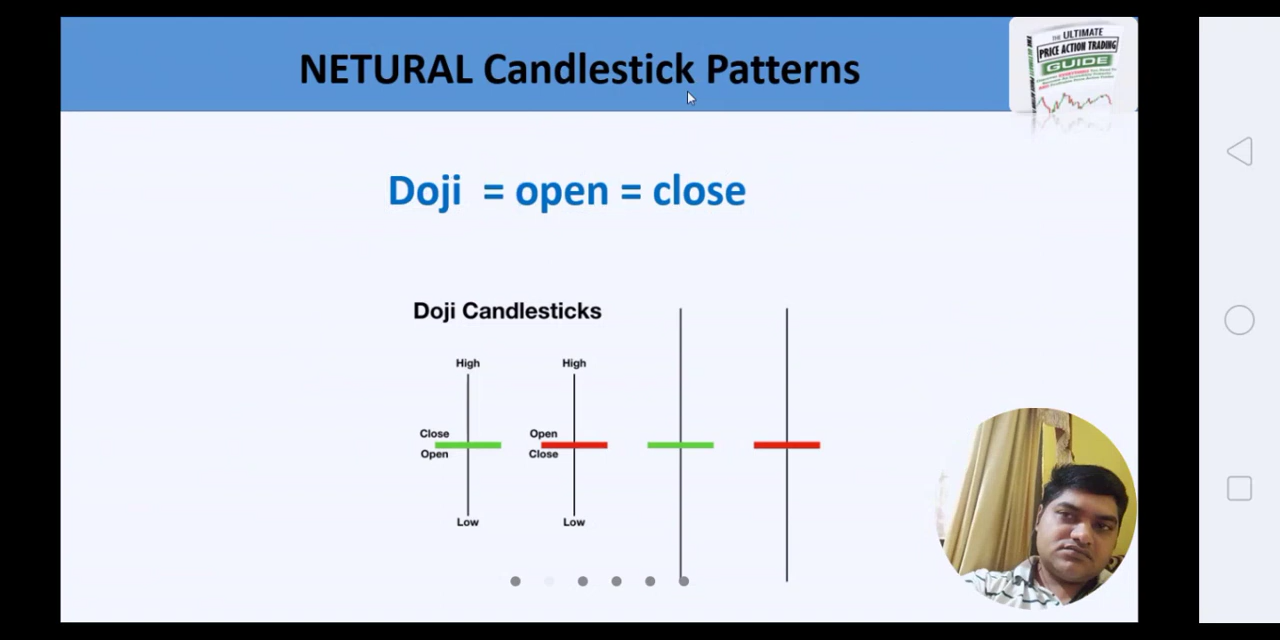 NETURAL Candlestick Patterns
THE ULTIMATE
PRICE ACTION TRADING
GUIDE
Doji = open = close
Doji Candlesticks
High High
Close Open
Open Close
Low Low